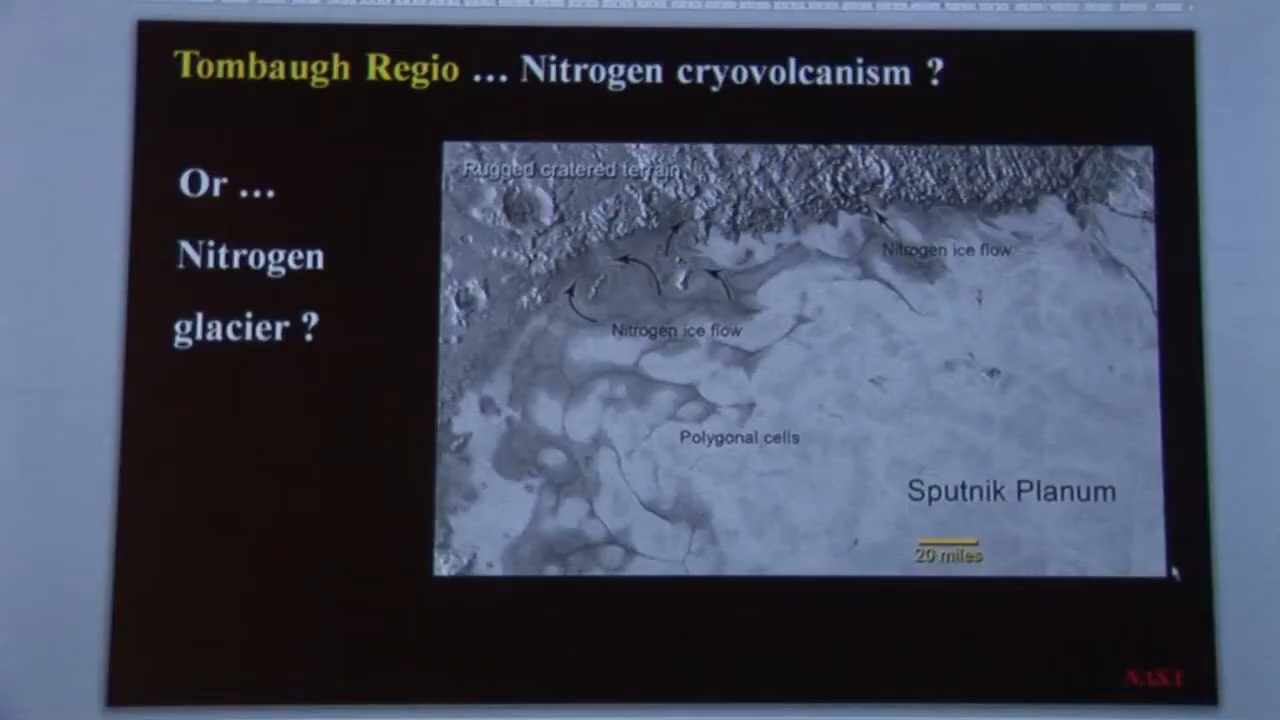 Tombaugh Regio ... Nitrogen cryovolcanism ?
Or ...
Nitrogen
glacier ?
Rugged cratered terrain
Nitrogen ice flow
Nitrogen ice flow
Polygonal cells
Sputnik Planum
20 miles